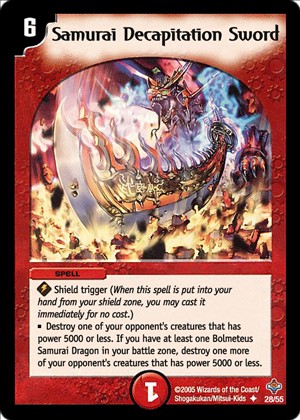 6 Samurai Decapitation Sword
SPELL
Shield trigger (When this spell is put into your
hand from your shield zone, you may cast it
immediately for no cost.)
▪ Destroy one of your opponent's creatures that
has power 5000 or less. If you have at least one Bolmeteus
Samurai Dragon in your battle zone, destroy one more
of your opponent's creatures that has power 5000 or less.
1
©2005 Wizards of the Coast/
Shogakukan/Mitsui-Kids ✦ 28/55